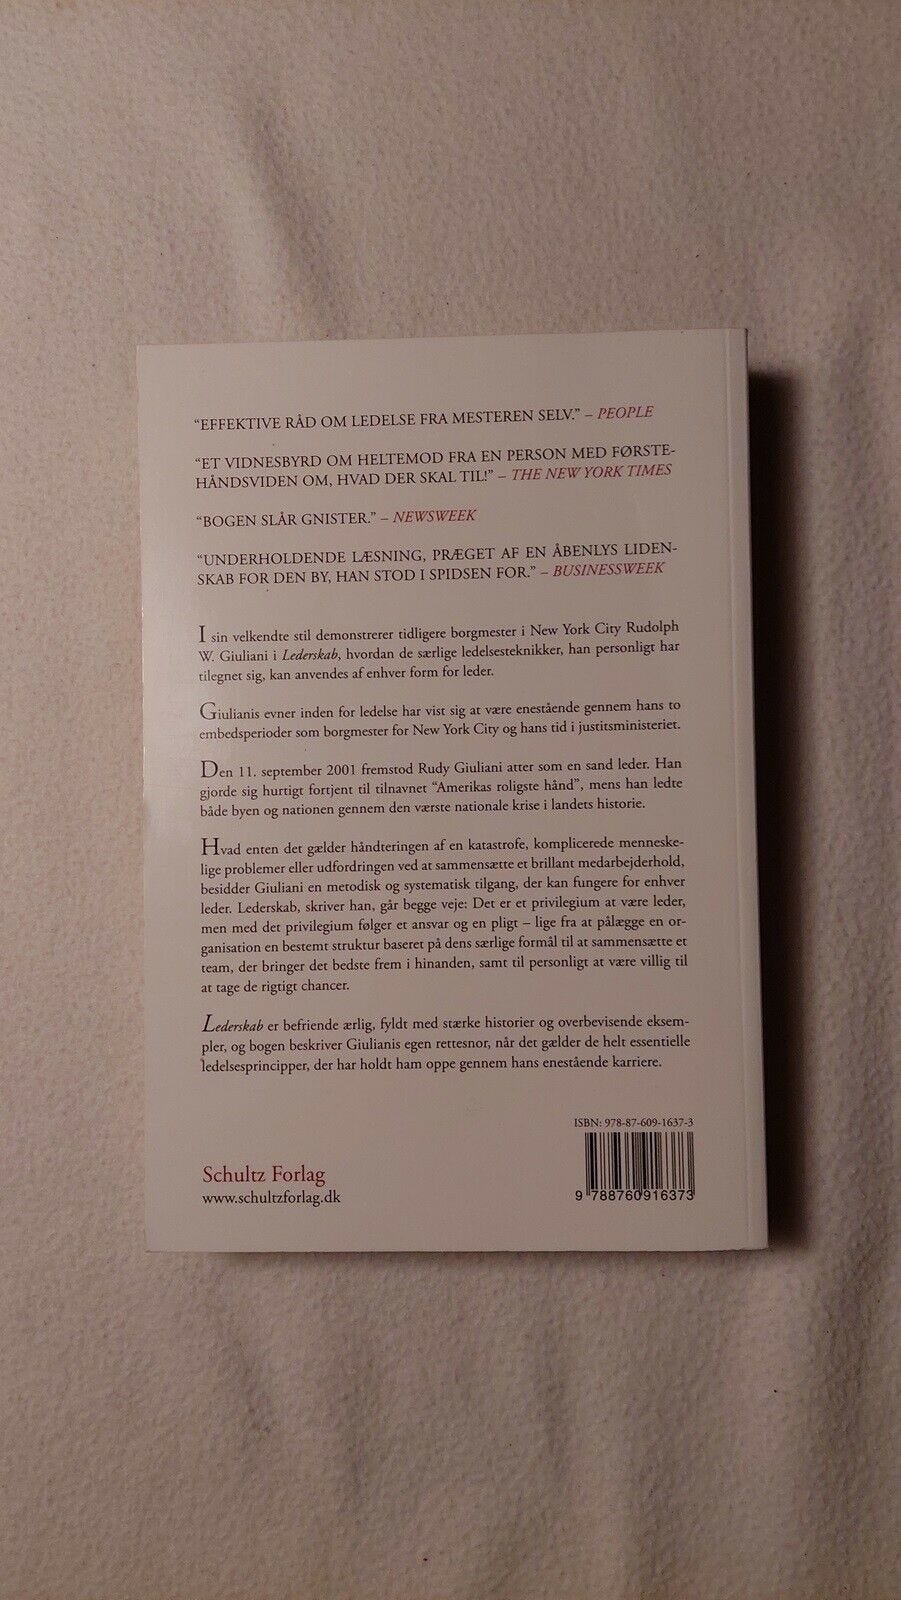 “EFFEKTIVE RÅD OM LEDELSE FRA MESTEREN SELV.” – PEOPLE
“ET VIDNESBYRD OM HELTEMOD FRA EN PERSON MED FØRSTE-
HÅNDSVIDEN OM, HVAD DER SKAL TIL!” – THE NEW YORK TIMES
“BOGEN SLÅR GNISTER.” – NEWSWEEK
“UNDERHOLDENDE LÆSNING, PRÆGET AF EN ÅBENLYS LIDEN-
SKAB FOR DEN BY, HAN STOD I SPIDSEN FOR.” – BUSINESSWEEK
I sin velkendte stil demonstrerer tidligere borgmester i New York City Rudolph
W. Giuliani i Lederskab, hvordan de særlige ledelsesteknikker, han personligt har
tilegnet sig, kan anvendes af enhver form for leder.
Giulianis evner inden for ledelse har vist sig at være enestående gennem hans to
embedsperioder som borgmester for New York City og hans tid i justitsministeriet.
Den 11. september 2001 fremstod Rudy Giuliani atter som en sand leder. Han
gjorde sig hurtigt fortjent til tilnavnet “Amerikas roligste hånd”, mens han ledte
både byen og nationen gennem den værste nationale krise i landets historie.
Hvad enten det gælder håndteringen af en katastrofe, komplicerede menneske-
lige problemer eller udfordringen ved at sammensætte et brillant medarbejderhold,
besidder Giuliani en metodisk og systematisk tilgang, der kan fungere for enhver
leder. Lederskab, skriver han, går begge veje: Det er et privilegium at være leder,
men med det privilegium følger et ansvar og en pligt – lige fra at pålægge en or-
ganisation en bestemt struktur baseret på dens særlige formål til at sammensætte et
team, der bringer det bedste frem i hinanden, samt til personligt at være villig til
at tage de rigtigt chancer.
Lederskab er befriende ærlig, fyldt med stærke historier og overbevisende eksem-
pler, og bogen beskriver Giulianis egen rettesnor, når det gælder de helt essentielle
ledelsesprincipper, der har holdt ham oppe gennem hans enestående karriere.
ISBN: 978-87-609-1637-3
Schultz Forlag
www.schultzforlag.dk
9 788760 916373